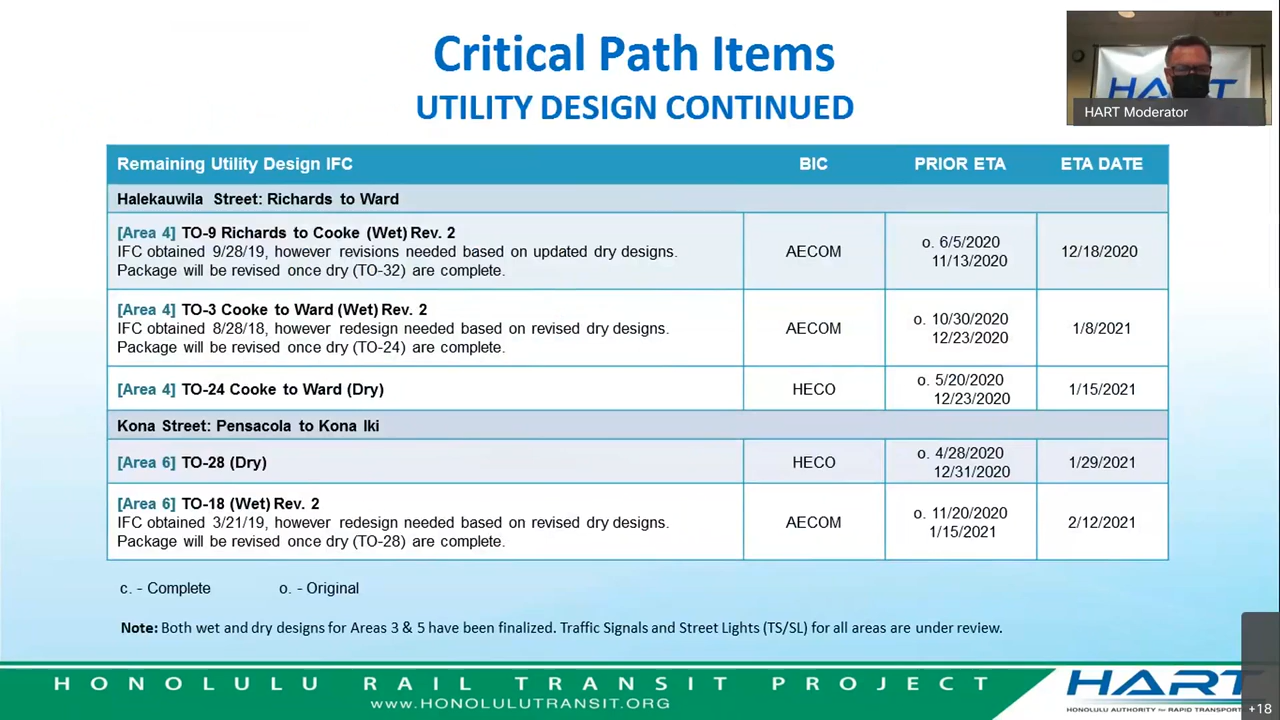 Critical Path Items
UTILITY DESIGN CONTINUED
HART
HART Moderator
Remaining Utility Design IFC BIC PRIOR ETA ETA DATE
Halekauwila Street: Richards to Ward
[Area 4] TO-9 Richards to Cooke (Wet) Rev. 2
IFC obtained 9/28/19, however revisions needed based on updated dry designs.
Package will be revised once dry (TO-32) are complete.
AECOM
o. 6/5/2020
11/13/2020
12/18/2020
[Area 4] TO-3 Cooke to Ward (Wet) Rev. 2
IFC obtained 8/28/18, however redesign needed based on revised dry designs.
Package will be revised once dry (TO-24) are complete.
AECOM
o. 10/30/2020
12/23/2020
1/8/2021
[Area 4] TO-24 Cooke to Ward (Dry)
HECO
o. 5/20/2020
12/23/2020
1/15/2021
Kona Street: Pensacola to Kona Iki
[Area 6] TO-28 (Dry)
HECO
o. 4/28/2020
12/31/2020
1/29/2021
[Area 6] TO-18 (Wet) Rev. 2
IFC obtained 3/21/19, however redesign needed based on revised dry designs.
Package will be revised once dry (TO-28) are complete.
AECOM
o. 11/20/2020
1/15/2021
2/12/2021
c. - Complete o. - Original
Note: Both wet and dry designs for Areas 3 & 5 have been finalized. Traffic Signals and Street Lights (TS/SL) for all areas are under review.
HONOLULU RAIL TRANSIT PROJECT
www.HONOLULUTRANSIT.ORG
HART
HONOLULU AUTHORITY for RAPID TRANSPORT
+18